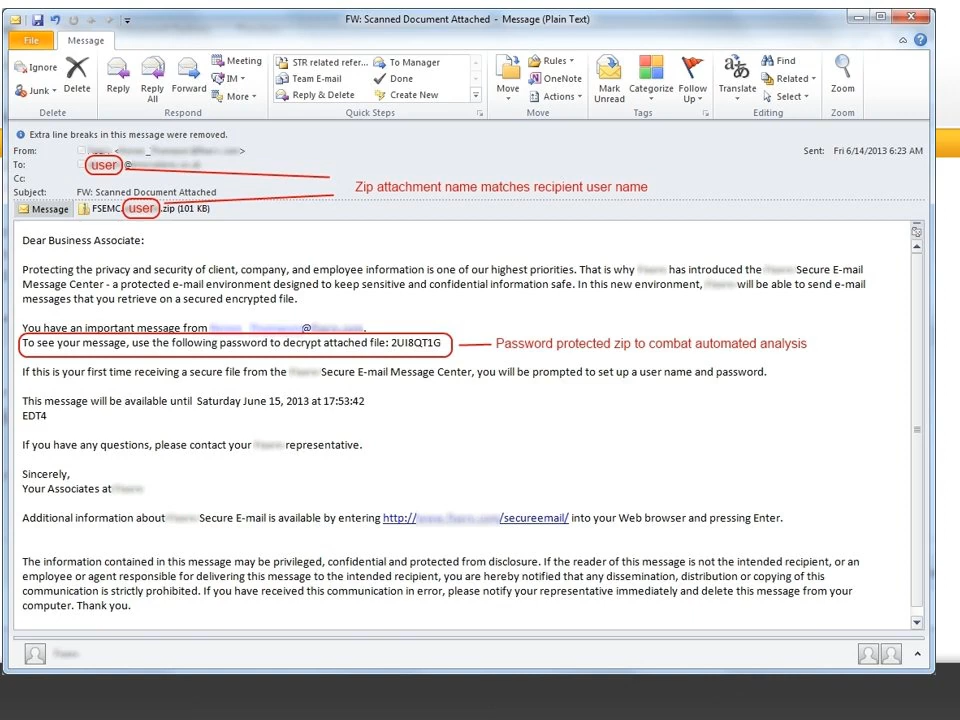 FW: Scanned Document Attached - Message (Plain Text)
File Message
Ignore
Junk
Delete
Reply
Reply All
Forward
Meeting
IM
More
STR related refer...
Team E-mail
Reply & Delete
To Manager
Done
Create New
Move
Rules
OneNote
Actions
Mark Unread
Categorize
Follow Up
Translate
Find
Related
Select
Zoom
Delete Respond Quick Steps Move Tags Editing Zoom
Extra line breaks in this message were removed.
From: Sent: Fri 6/14/2013 6:23 AM
To: user @
Cc:
Zip attachment name matches recipient user name
Subject: FW: Scanned Document Attached
Message FSEMC. user .zip (101 KB)
Dear Business Associate:
Protecting the privacy and security of client, company, and employee information is one of our highest priorities. That is why has introduced the Secure E-mail
Message Center - a protected e-mail environment designed to keep sensitive and confidential information safe. In this new environment, will be able to send e-mail
messages that you retrieve on a secured encrypted file.
You have an important message from @ .
To see your message, use the following password to decrypt attached file: 2UI8QT1G
Password protected zip to combat automated analysis
If this is your first time receiving a secure file from the Secure E-mail Message Center, you will be prompted to set up a user name and password.
This message will be available until Saturday June 15, 2013 at 17:53:42
EDT4
If you have any questions, please contact your representative.
Sincerely,
Your Associates at
Additional information about Secure E-mail is available by entering http:// /secureemail/ into your Web browser and pressing Enter.
The information contained in this message may be privileged, confidential and protected from disclosure. If the reader of this message is not the intended recipient, or an
employee or agent responsible for delivering this message to the intended recipient, you are hereby notified that any dissemination, distribution or copying of this
communication is strictly prohibited. If you have received this communication in error, please notify your representative immediately and delete this message from your
computer. Thank you.